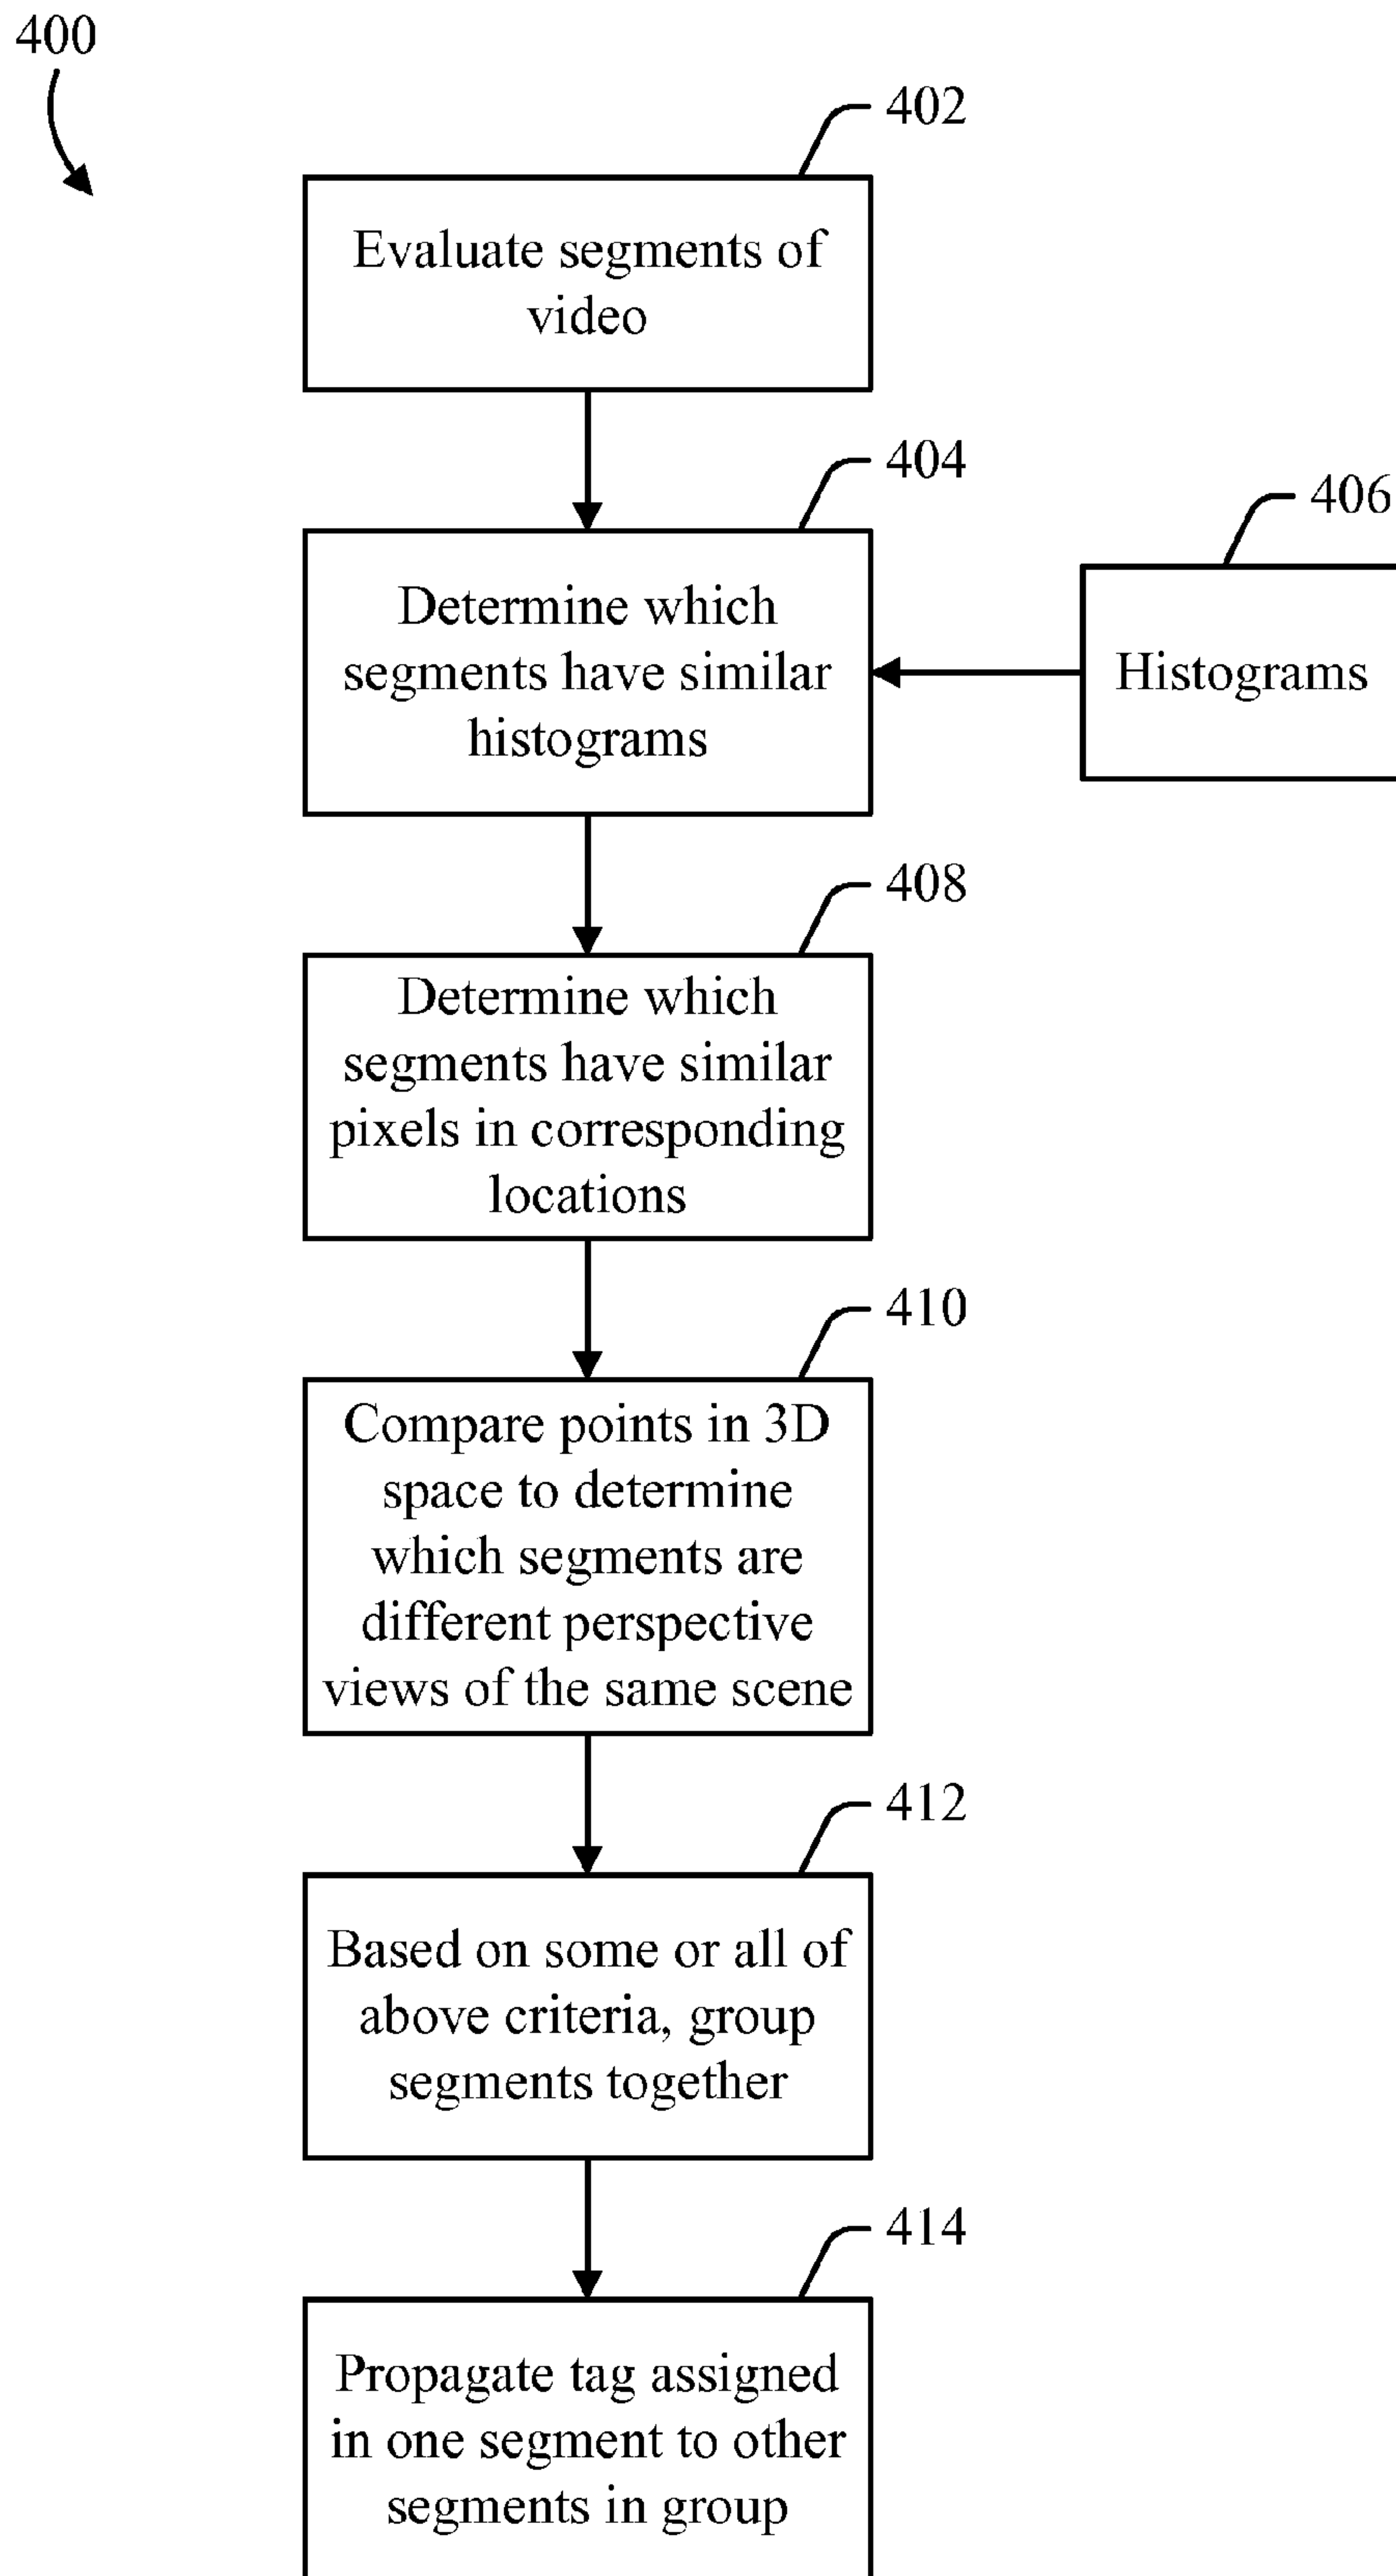 400
402
Evaluate segments of
video
404
Determine which
segments have similar
histograms
406
Histograms
408
Determine which
segments have similar
pixels in corresponding
locations
410
Compare points in 3D
space to determine
which segments are
different perspective
views of the same scene
412
Based on some or all of
above criteria, group
segments together
414
Propagate tag assigned
in one segment to other
segments in group